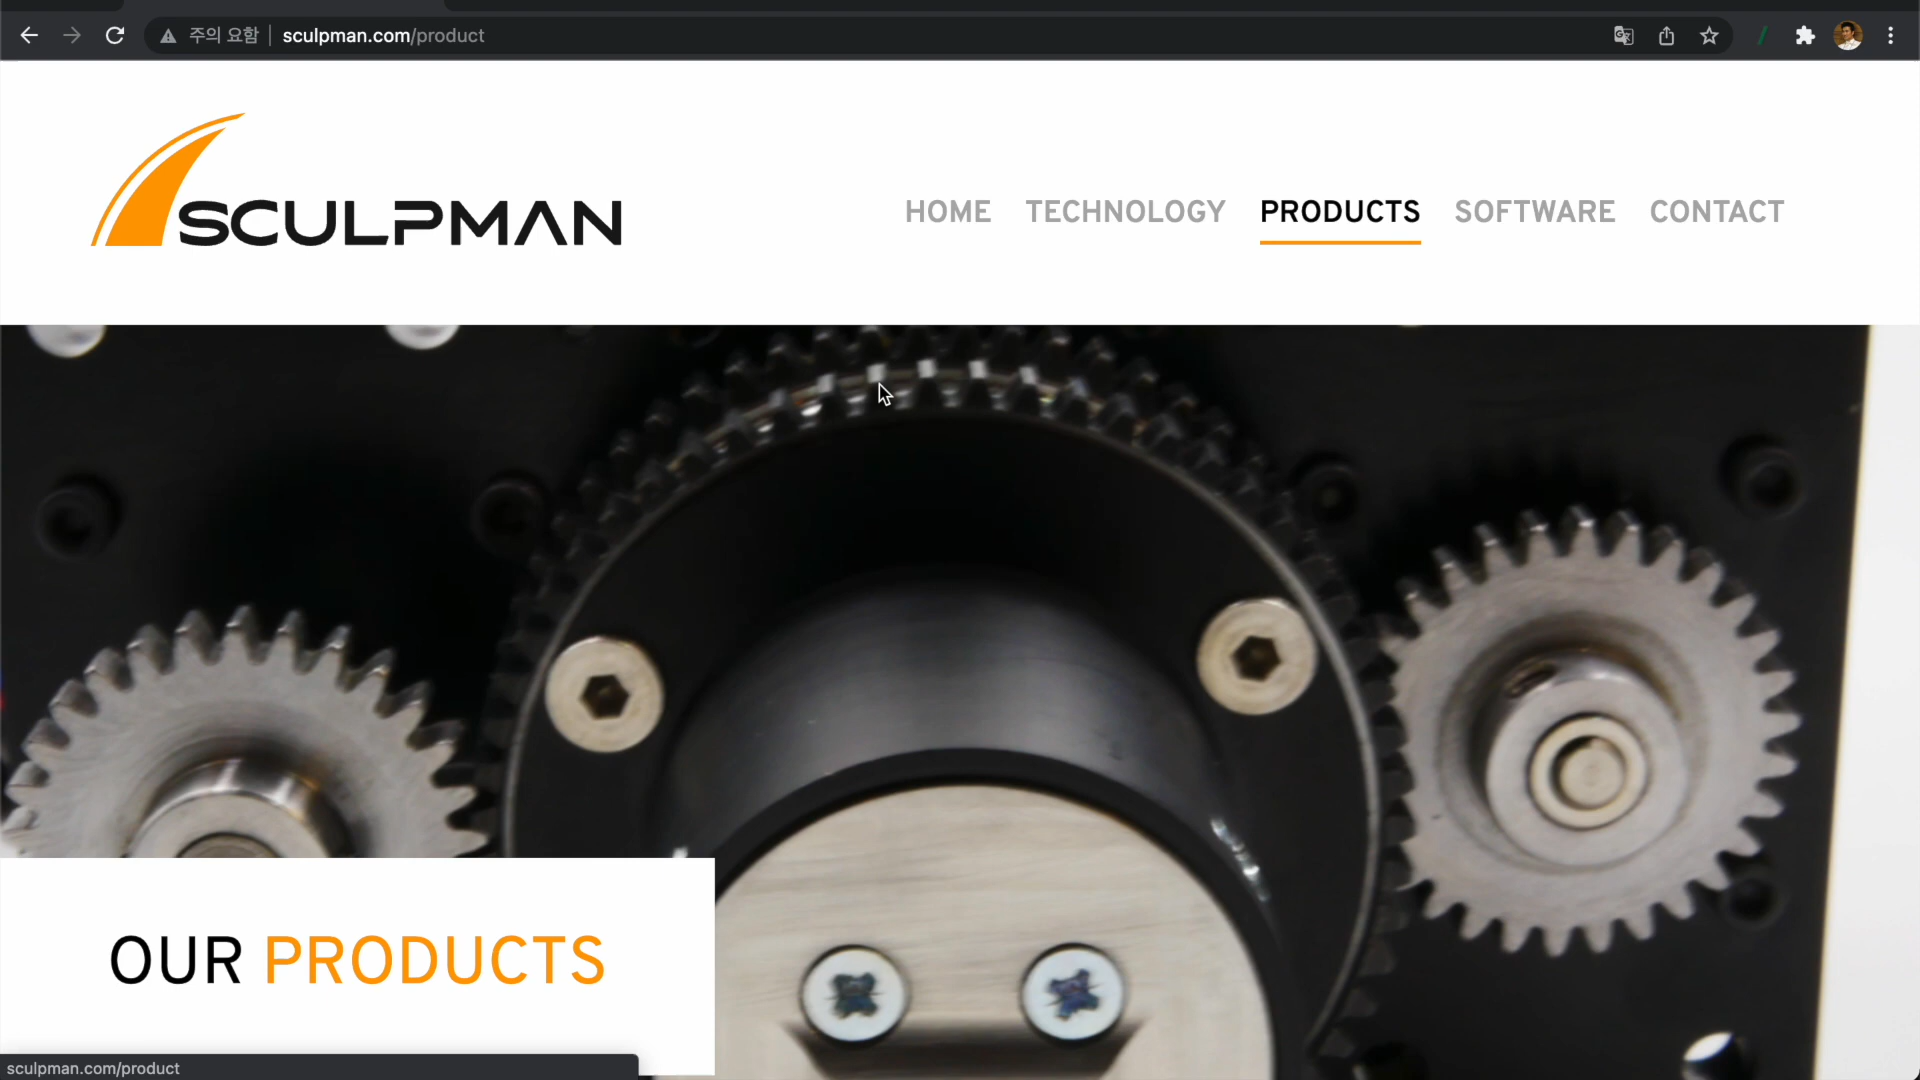 주의 요함 sculpman.com/product
SCULPMAN
HOME TECHNOLOGY PRODUCTS SOFTWARE CONTACT
OUR PRODUCTS
sculpman.com/product